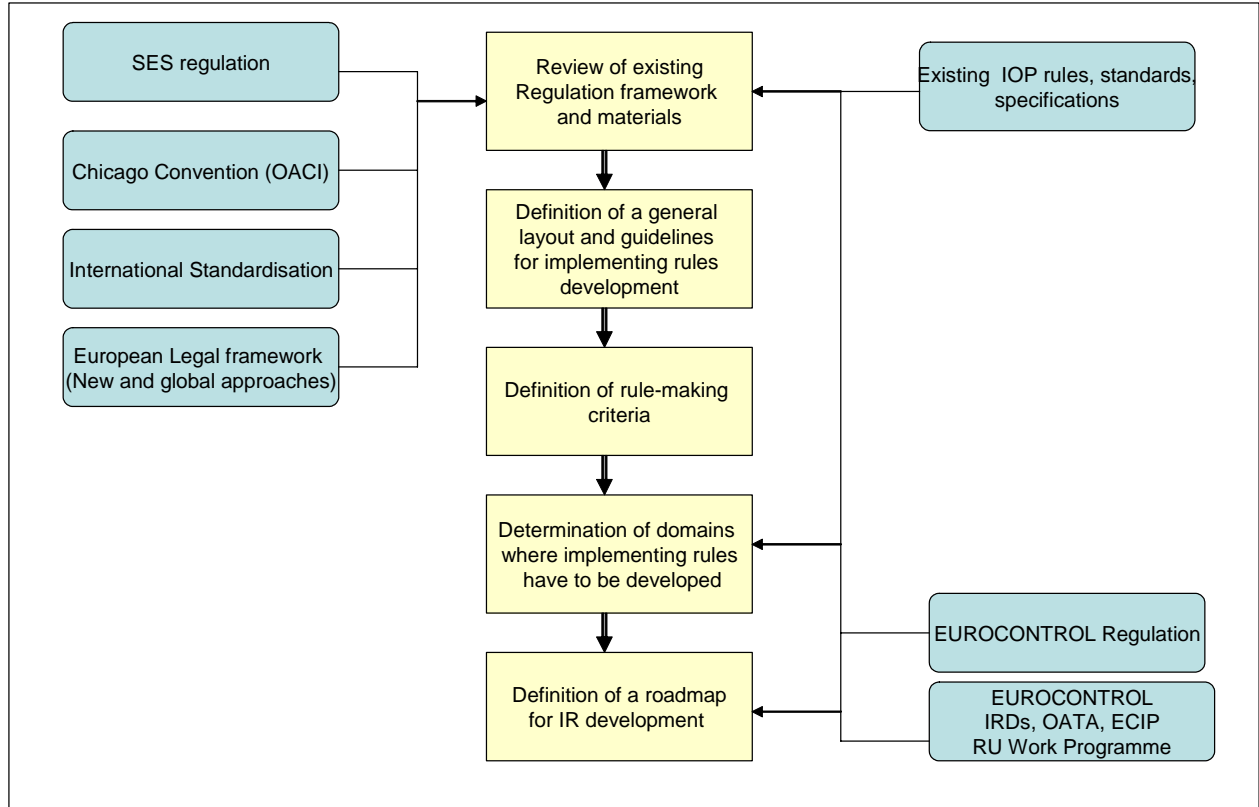 SES regulation
Chicago Convention (OACI)
International Standardisation
European Legal framework
(New and global approaches)
Review of existing
Regulation framework
and materials
Definition of a general
layout and guidelines
for implementing rules
development
Definition of rule-making
criteria
Determination of domains
where implementing rules
have to be developed
Definition of a roadmap
for IR development
Existing IOP rules, standards,
specifications
EUROCONTROL Regulation
EUROCONTROL
IRDs, OATA, ECIP
RU Work Programme